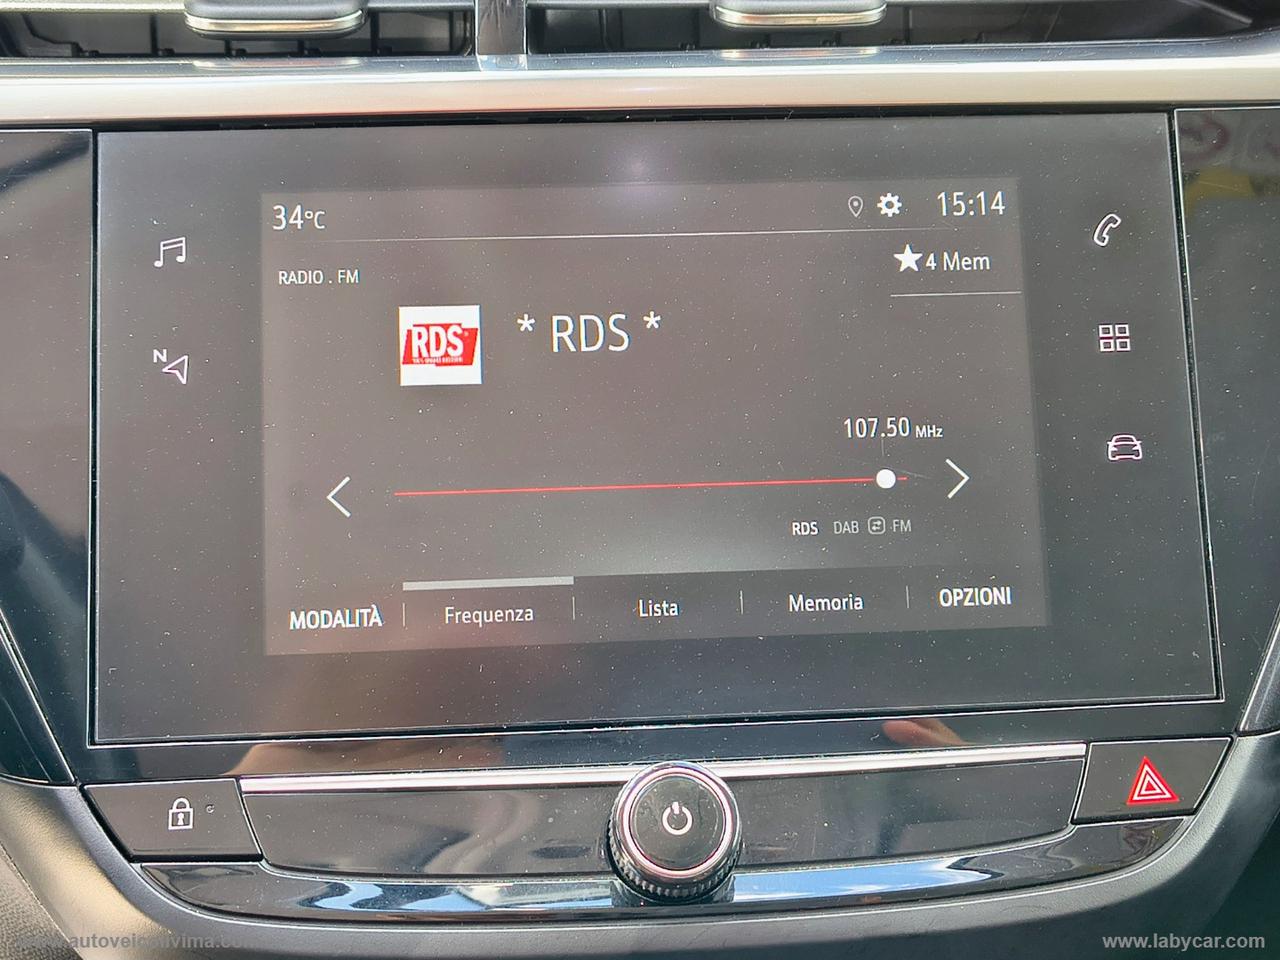 34°C
15:14
RADIO . FM
★4 Mem
RDS
* RDS *
107.50 MHz
N
RDS DAB FM
MODALITÀ Frequenza Lista Memoria OPZIONI
www.labycar.com